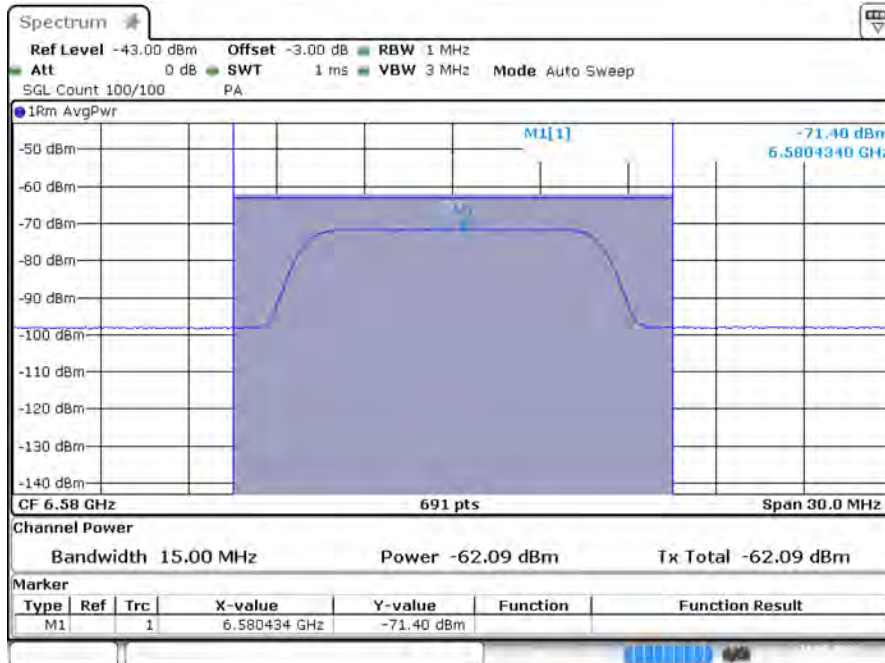 Spectrum
Ref Level -43.00 dBm Offset -3.00 dB RBW 1 MHz
Att 0 dB SWT 1 ms VBW 3 MHz Mode Auto Sweep
SGL Count 100/100 PA
1Rm AvgPwr
M1[1] -71.40 dBm
6.5804340 GHz
-50 dBm
-60 dBm
M1
-70 dBm
-80 dBm
-90 dBm
-100 dBm
-110 dBm
-120 dBm
-130 dBm
-140 dBm
CF 6.58 GHz 691 pts Span 30.0 MHz
Channel Power
Bandwidth 15.00 MHz Power -62.09 dBm Tx Total -62.09 dBm
Marker
Type Ref Trc X-value Y-value Function Function Result
M1 1 6.580434 GHz -71.40 dBm